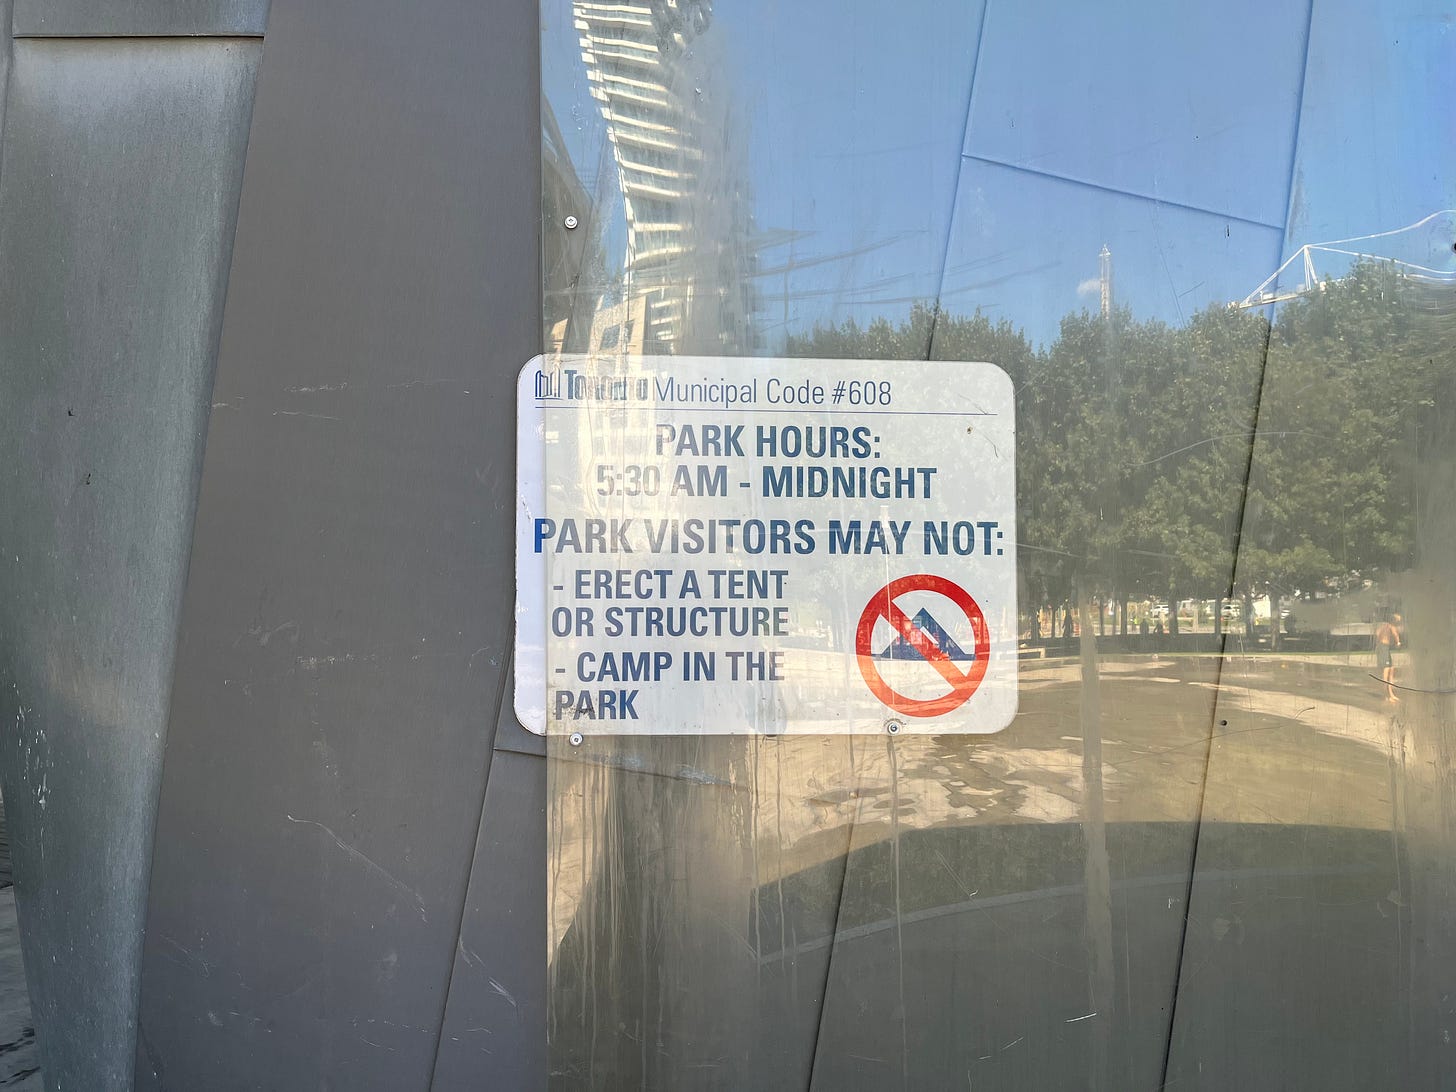 TORONTO Municipal Code #608
PARK HOURS:
5:30 AM - MIDNIGHT
PARK VISITORS MAY NOT:
- ERECT A TENT
OR STRUCTURE
- CAMP IN THE
PARK